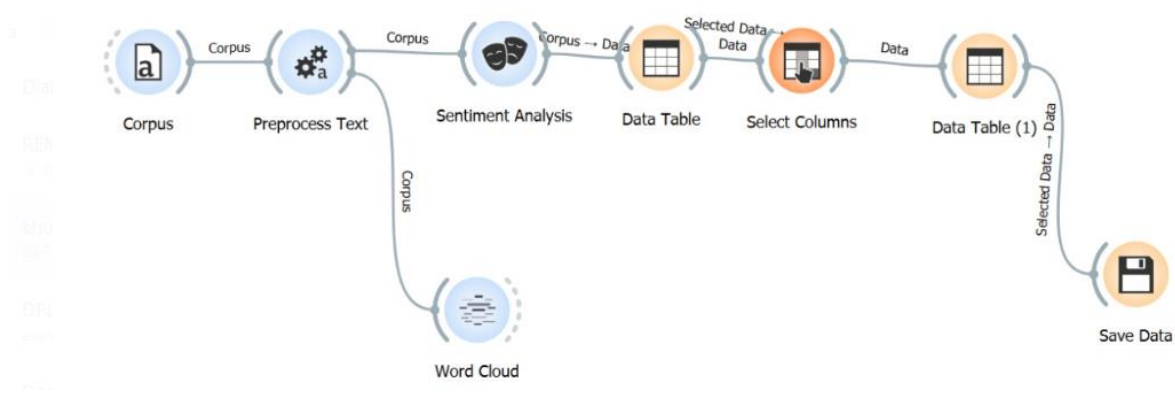 Corpus
Corpus
Corpus → Data
Selected Data →
Data
Data
a
a
Corpus
Preprocess Text
Sentiment Analysis
Data Table
Select Columns
Data Table (1)
Selected Data → Data
Corpus
Save Data
Word Cloud